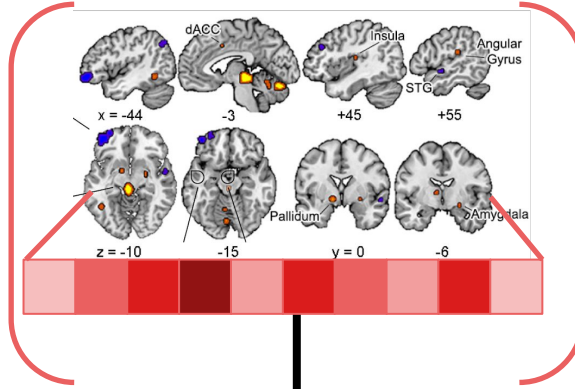 dACC
Insula
Angular
Gyrus
STG
x = -44
-3
+45
+55
Pallidum
Amygdala
z = -10
-15
y = 0
-6